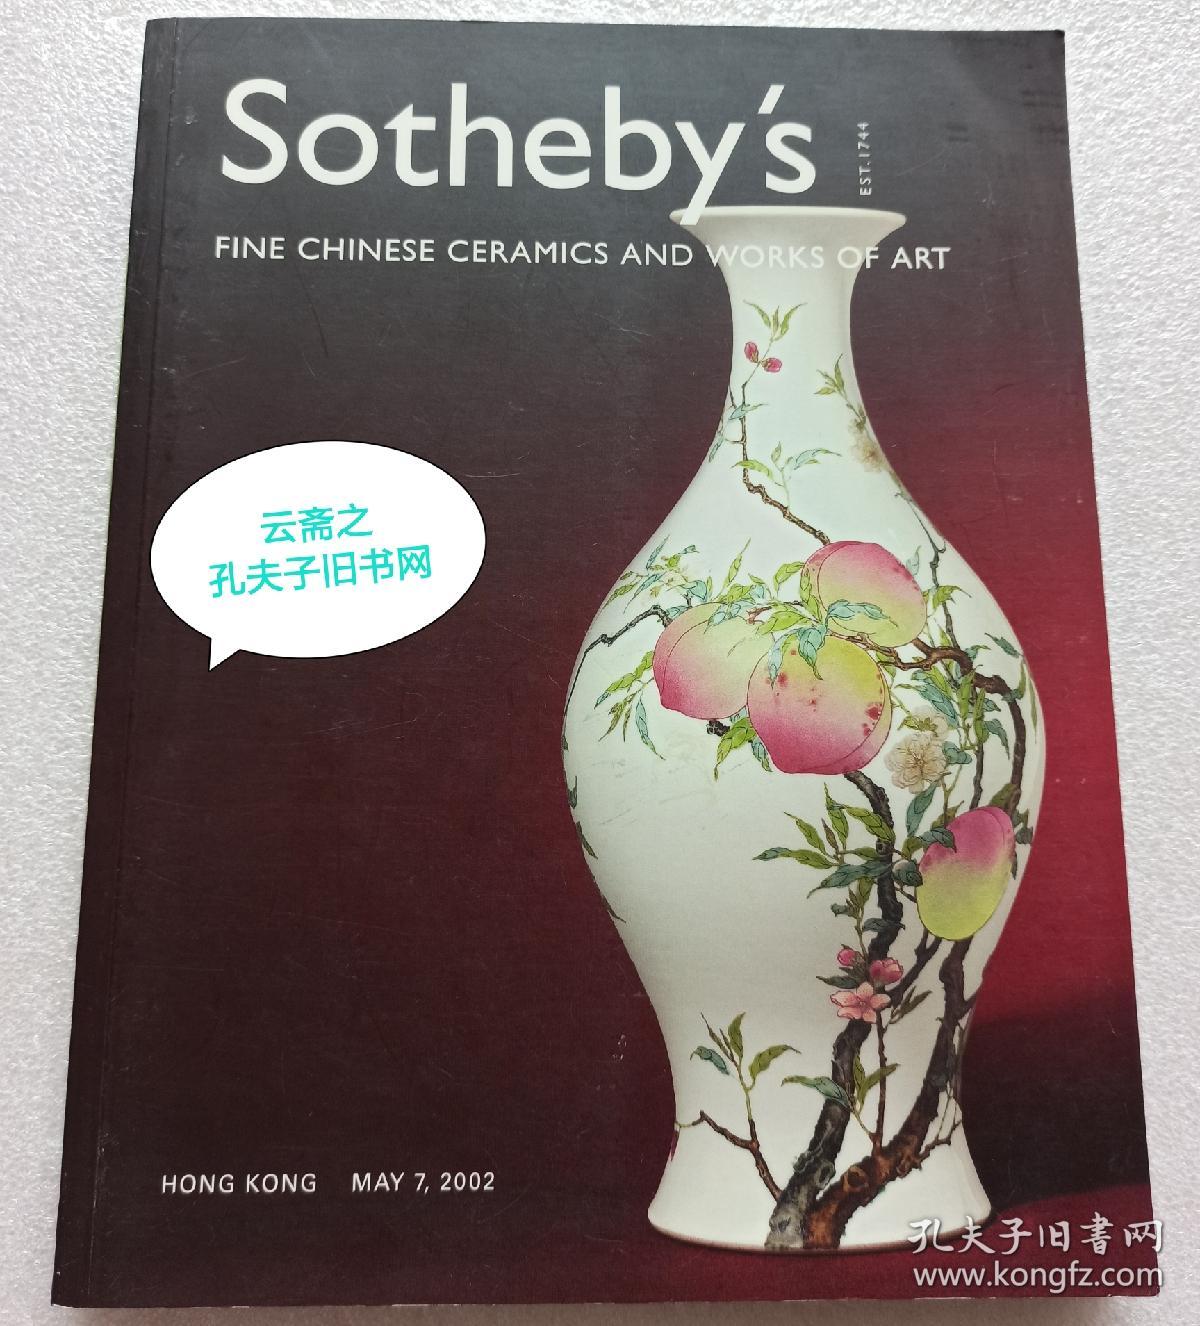 Sotheby's
EST. 1744
FINE CHINESE CERAMICS AND WORKS OF ART
云斋之
孔夫子旧书网
HONG KONG MAY 7, 2002
孔夫子旧書网
www.kongfz.com